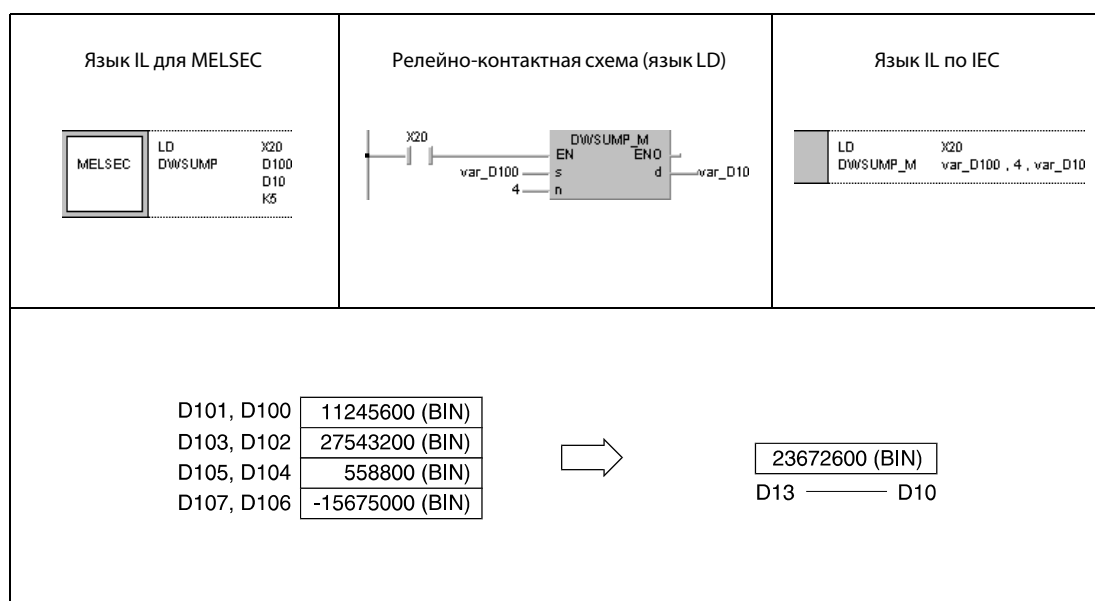 Язык IL для MELSEC
MELSEC
LD X20
DWSUMP D100
D10
K5
Релейно-контактная схема (язык LD)
X20
DWSUMP_M
EN ENO
var_D100 s d var_D10
4 n
Язык IL по IEC
LD X20
DWSUMP_M var_D100 , 4 , var_D10
D101, D100 11245600 (BIN)
D103, D102 27543200 (BIN)
D105, D104 558800 (BIN)
D107, D106 -15675000 (BIN)
23672600 (BIN)
D13 D10